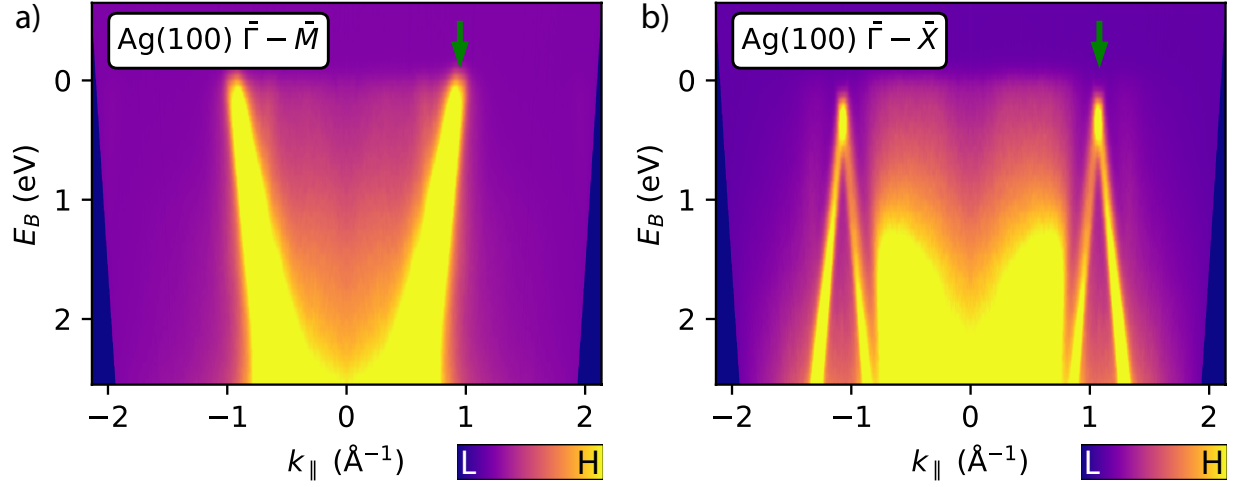 a)
Ag(100) Γ̄ − M̄
0
1
2
E_B (eV)
−2 −1 0 1 2
k_∥ (Å⁻¹)
L H
b)
Ag(100) Γ̄ − X̄
0
1
2
E_B (eV)
−2 −1 0 1 2
k_∥ (Å⁻¹)
L H